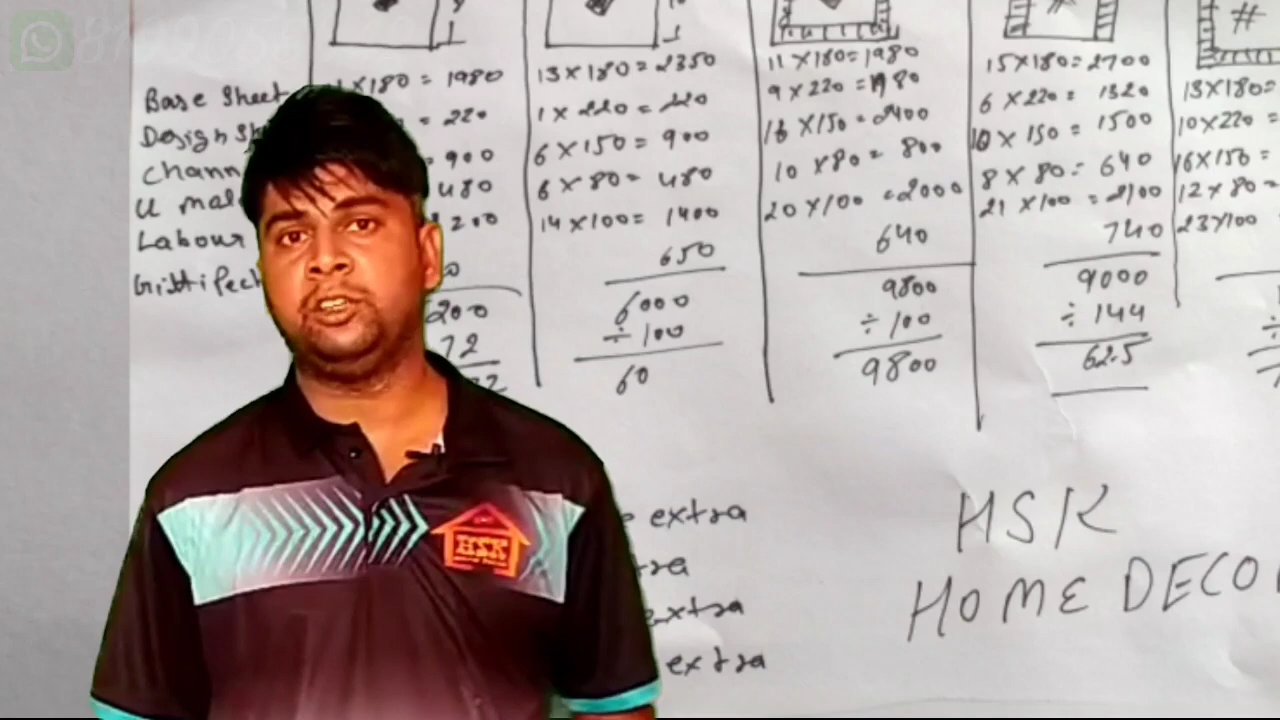 Base Sheet
Design
Chann
U mal
Labour
Gitti Pech
× 180 = 1980
= 220
= 900
480
200
72
13 × 180 = 2350
1 × 220 = 220
6 × 150 = 900
6 × 80 = 480
14 × 100 = 1400
650
6000
÷ 100
60
11 × 180 = 1980
9 × 220 = 1980
16 × 150 = 2400
10 × 80 = 800
20 × 100 = 2000
640
9800
÷ 100
9800
#
15 × 180 = 2700
6 × 220 = 1320
10 × 150 = 1500
8 × 80 = 640
21 × 100 = 2100
740
9000
÷ 144
62.5
#
13 × 180 =
10 × 220 =
16 × 150 =
12 × 80 =
23 × 100
extra
extra
extra
HSK
HOME DECO
HSK